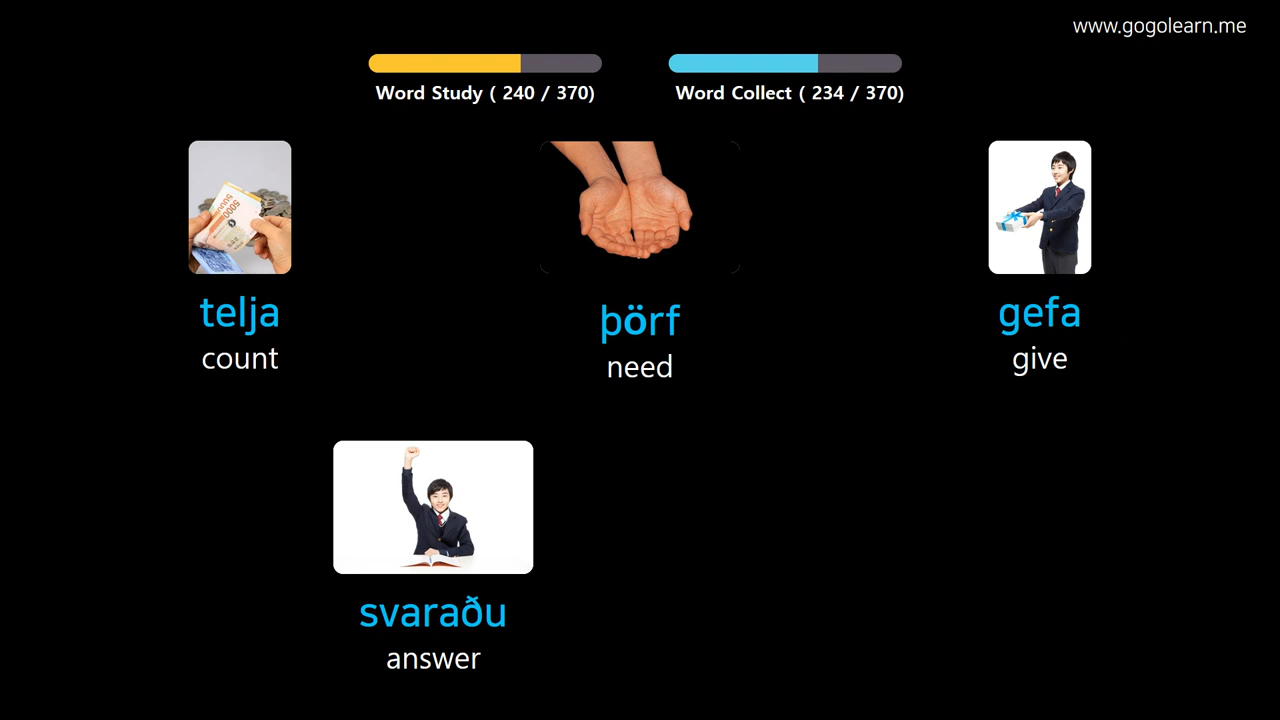 www.gogolearn.me
Word Study ( 240 / 370)
Word Collect ( 234 / 370)
telja
count
þörf
need
gefa
give
svaraðu
answer